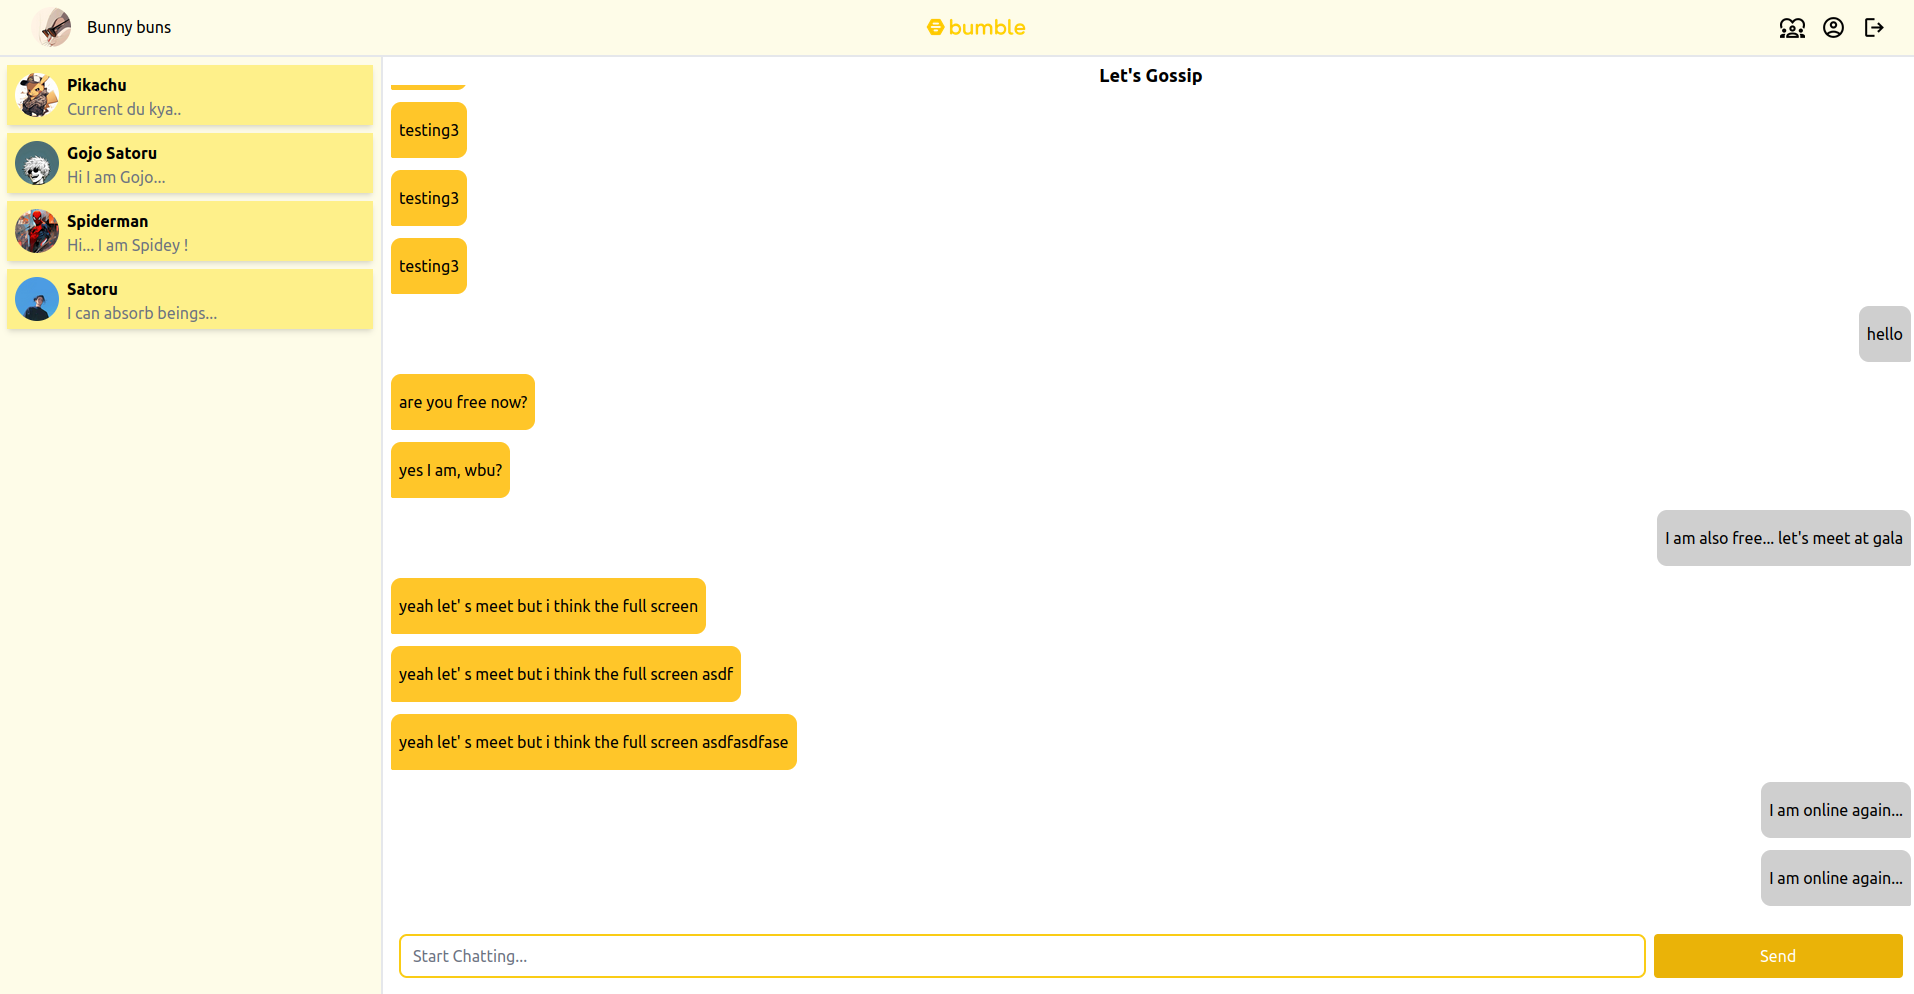 Bunny buns
bumble
Pikachu
Current du kya..
Gojo Satoru
Hi I am Gojo...
Spiderman
Hi... I am Spidey !
Satoru
I can absorb beings...
Let's Gossip
testing3
testing3
testing3
hello
are you free now?
yes I am, wbu?
I am also free... let's meet at gala
yeah let' s meet but i think the full screen
yeah let' s meet but i think the full screen asdf
yeah let' s meet but i think the full screen asdfasdfase
I am online again...
I am online again...
Start Chatting...
Send